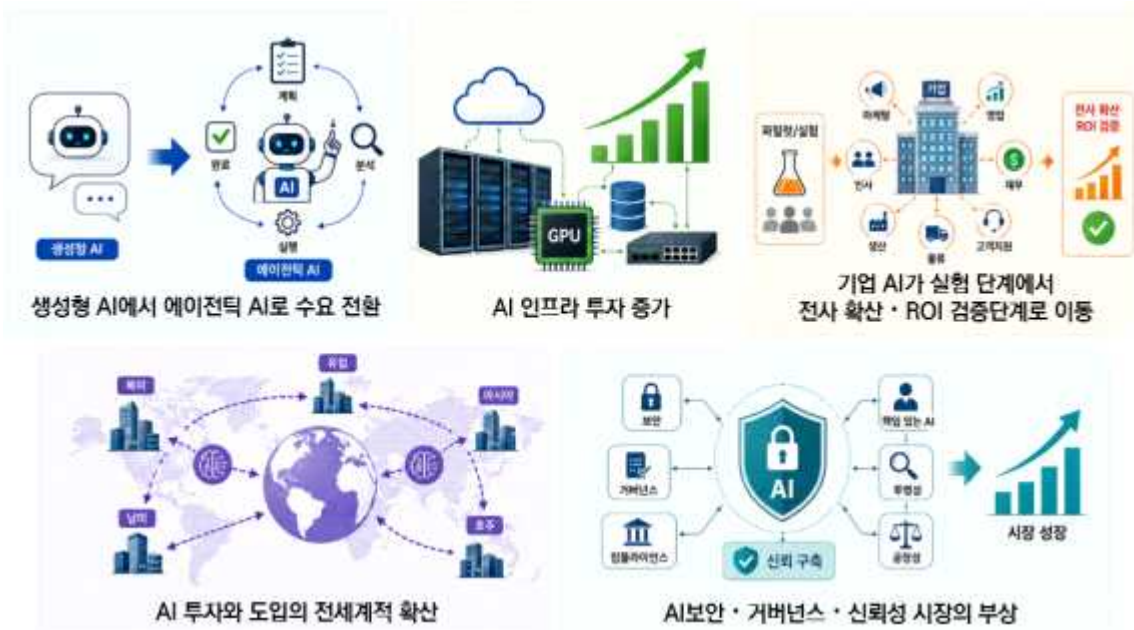 계획
완료
분석
AI
실행
생성형 AI
에이전틱 AI
생성형 AI에서 에이전틱 AI로 수요 전환
GPU
AI 인프라 투자 증가
기업
마케팅
영업
파일럿/실험
인사
재무
생산
물류
고객지원
전사 확산
ROI 검증
기업 AI가 실험 단계에서
전사 확산・ROI 검증단계로 이동
북미
유럽
아시아
남미
호주
AI 투자와 도입의 전세계적 확산
보안
책임 있는 AI
거버넌스
AI
투명성
컴플라이언스
신뢰 구축
공정성
시장 성장
AI보안・거버넌스・신뢰성 시장의 부상